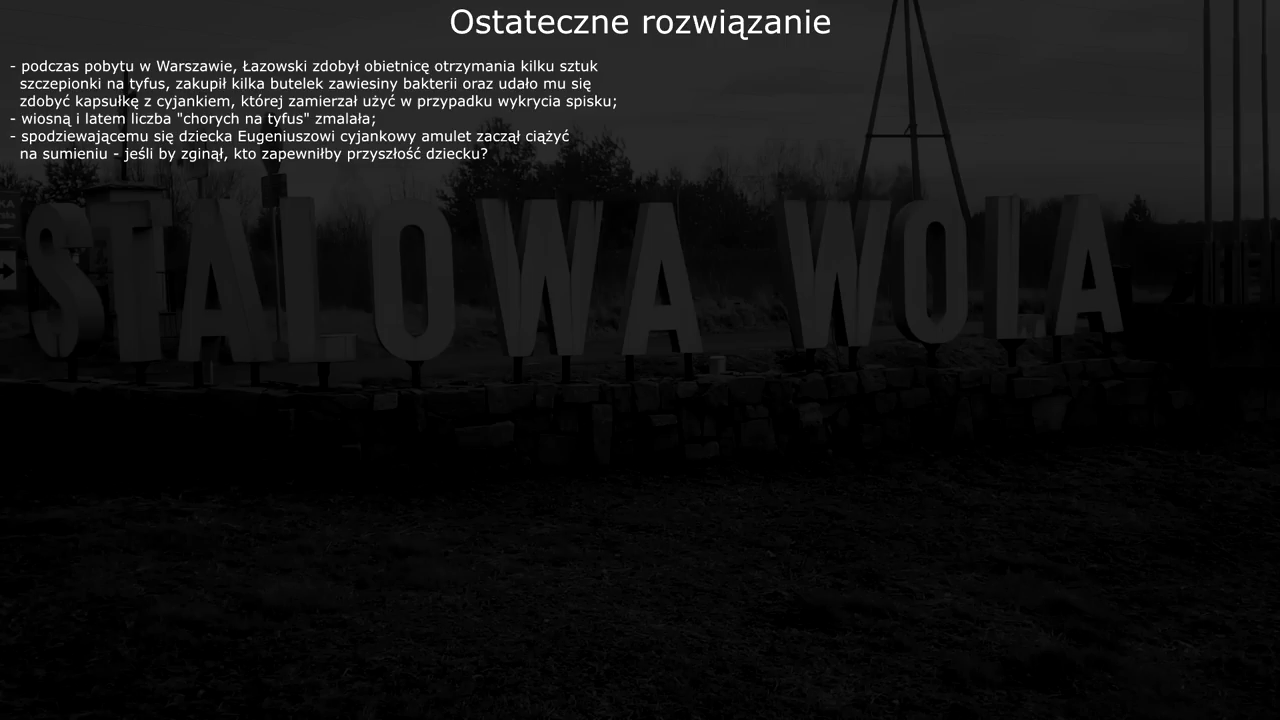 Ostateczne rozwiązanie
- podczas pobytu w Warszawie, Łazowski zdobył obietnicę otrzymania kilku sztuk
szczepionki na tyfus, zakupił kilka butelek zawiesiny bakterii oraz udało mu się
zdobyć kapsułkę z cyjankiem, której zamierzał użyć w przypadku wykrycia spisku;
- wiosną i latem liczba "chorych na tyfus" zmalała;
- spodziewającemu się dziecka Eugeniuszowi cyjankowy amulet zaczął ciążyć
na sumieniu - jeśli by zginął, kto zapewniłby przyszłość dziecku?
STALOWA WOLA